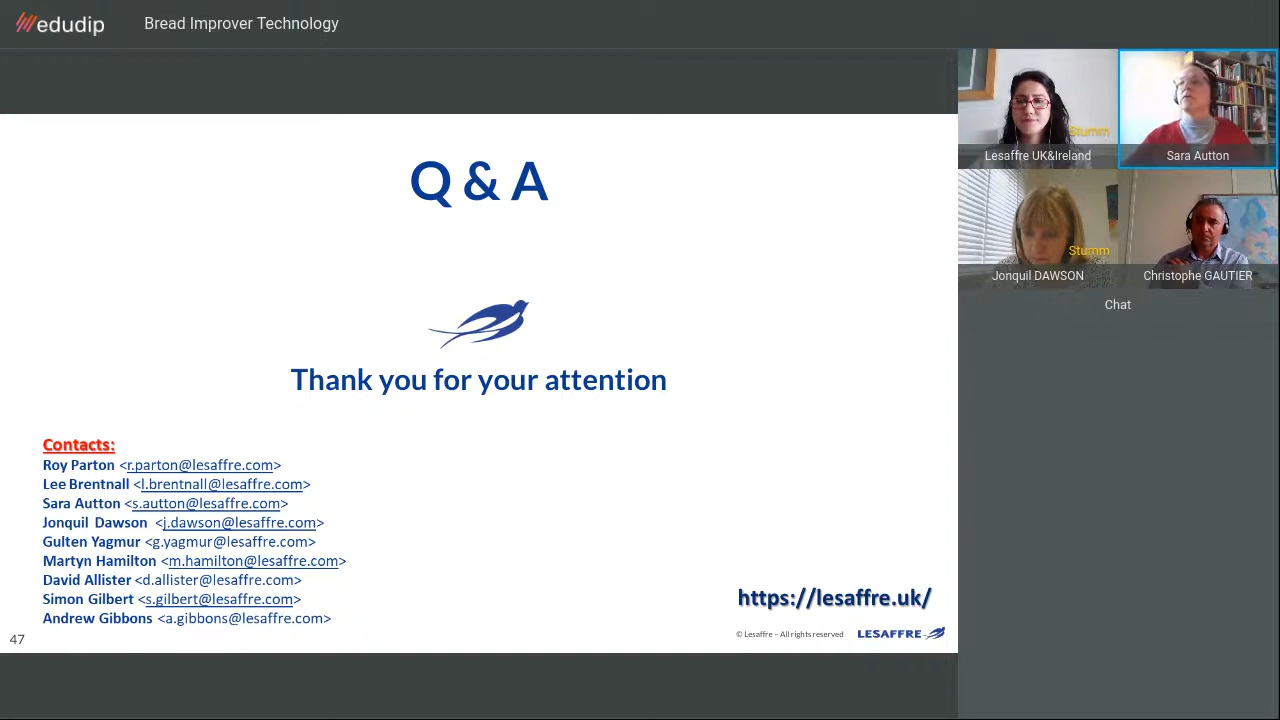 edudip
Bread Improver Technology
Stumm
Lesaffre UK&Ireland
Sara Autton
Stumm
Jonquil DAWSON
Christophe GAUTIER
Chat
Q & A
Thank you for your attention
Contacts:
Roy Parton <r.parton@lesaffre.com>
Lee Brentnall <l.brentnall@lesaffre.com>
Sara Autton <s.autton@lesaffre.com>
Jonquil Dawson <j.dawson@lesaffre.com>
Gulten Yagmur <g.yagmur@lesaffre.com>
Martyn Hamilton <m.hamilton@lesaffre.com>
David Allister <d.allister@lesaffre.com>
Simon Gilbert <s.gilbert@lesaffre.com>
Andrew Gibbons <a.gibbons@lesaffre.com>
https://lesaffre.uk/
47
© Lesaffre – All rights reserved
LESAFFRE